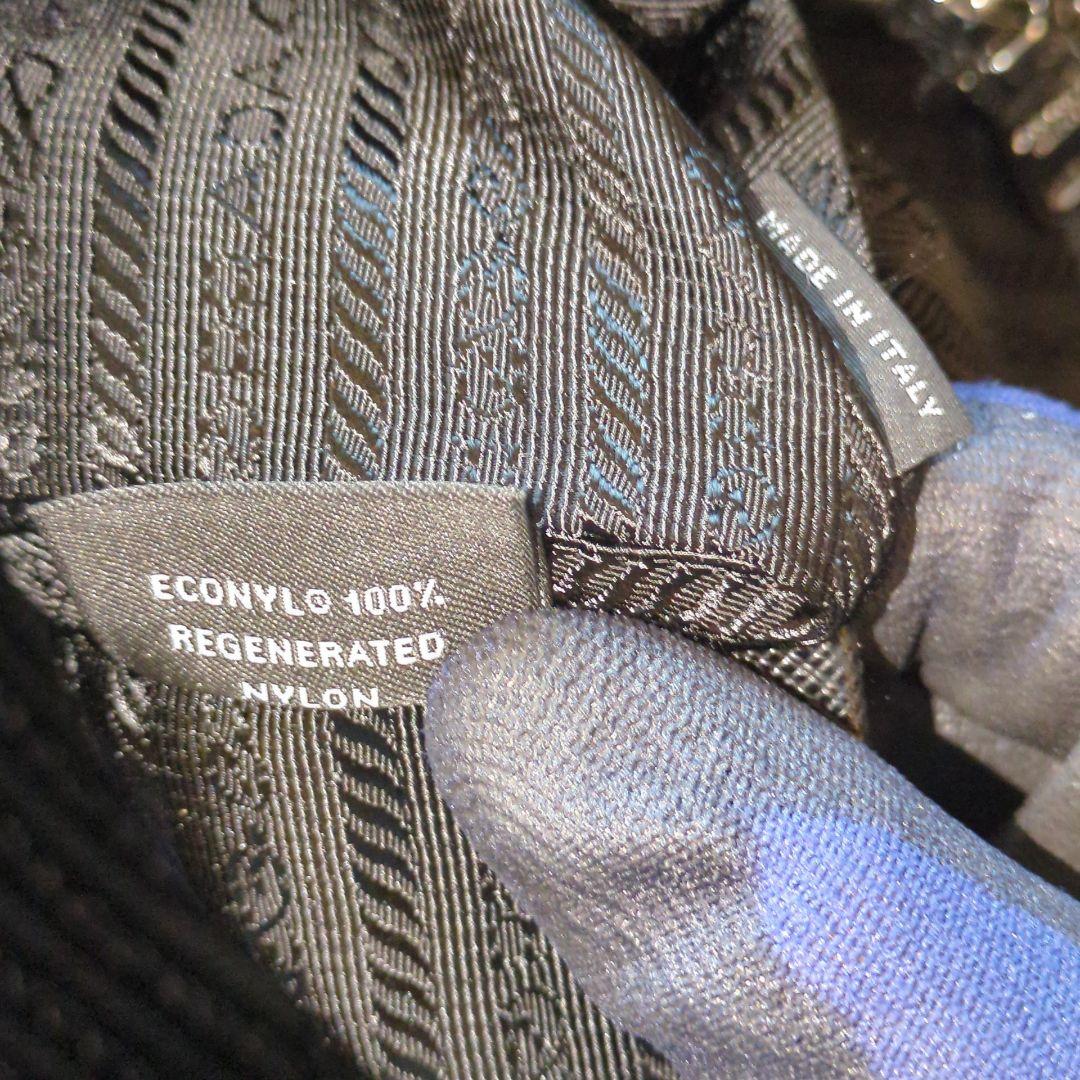 MADE IN ITALY
ECONYL® 100%
REGENERATED
NYLON